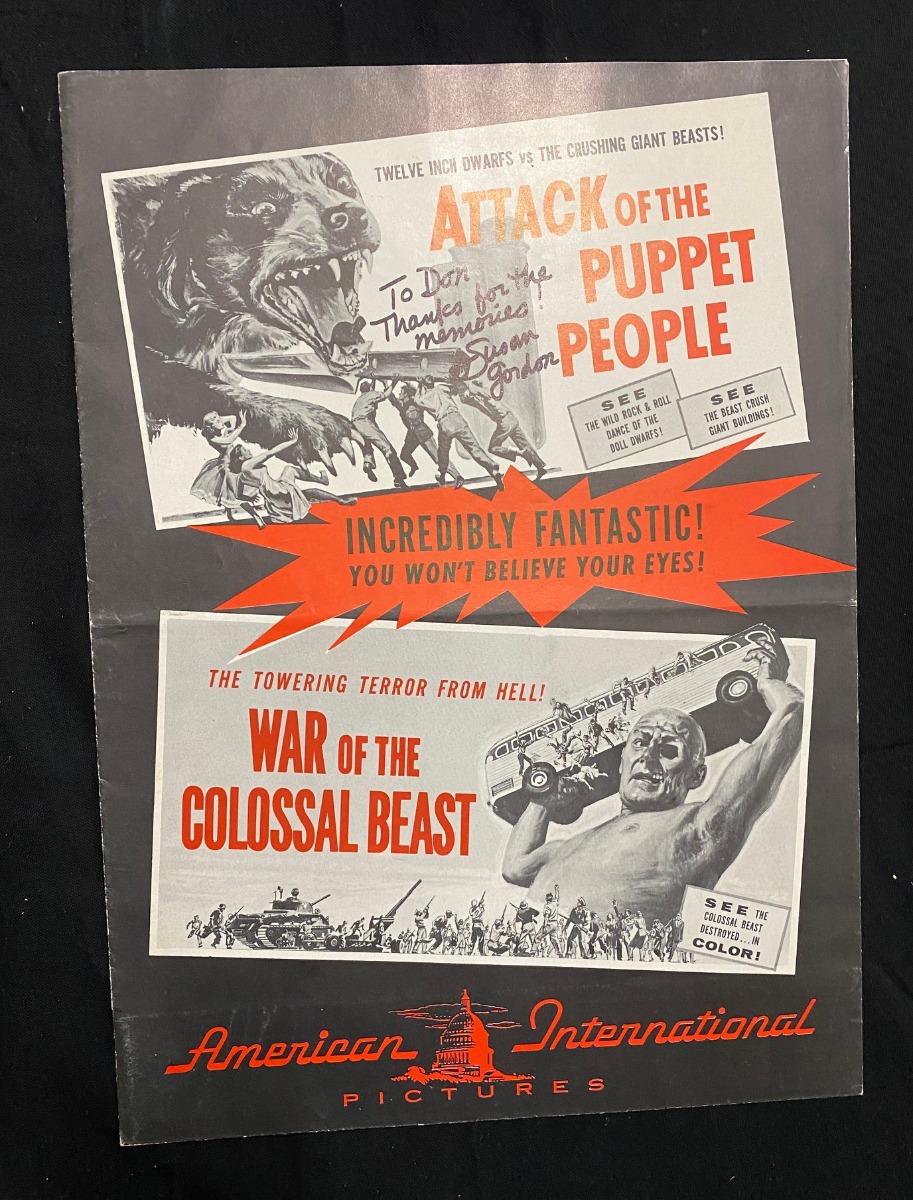 TWELVE INCH DWARFS vs THE CRUSHING GIANT BEASTS!
ATTACK OF THE
PUPPET
PEOPLE
To Don
Thanks for the
memories!
Susan
Gordon
SEE
THE WILD ROCK & ROLL
DANCE OF THE
DOLL DWARFS!
SEE
THE BEAST CRUSH
GIANT BUILDINGS!
INCREDIBLY FANTASTIC!
YOU WON'T BELIEVE YOUR EYES!
THE TOWERING TERROR FROM HELL!
WAR OF THE
COLOSSAL BEAST
SEE THE
COLOSSAL BEAST
DESTROYED...IN
COLOR!
American International
PICTURES